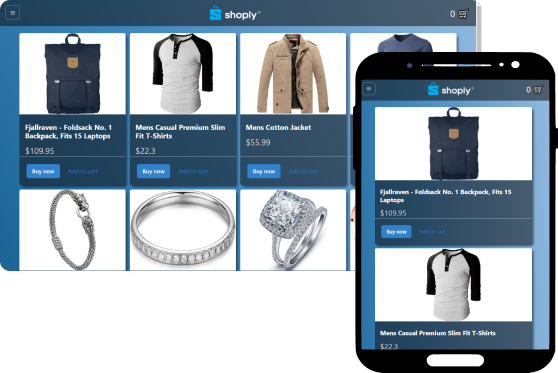 shoply
0
Fjallraven - Foldsack No. 1
Backpack, Fits 15 Laptops
$109.95
Buy now
Add to cart
Mens Casual Premium Slim
Fit T-Shirts
$22.3
Buy now
Add to cart
Mens Cotton Jacket
$55.99
Buy now
Add to cart
shoply
0
Fjallraven - Foldsack No. 1 Backpack, Fits 15
Laptops
$109.95
Buy now
Add to cart
Mens Casual Premium Slim Fit T-Shirts
$22.3